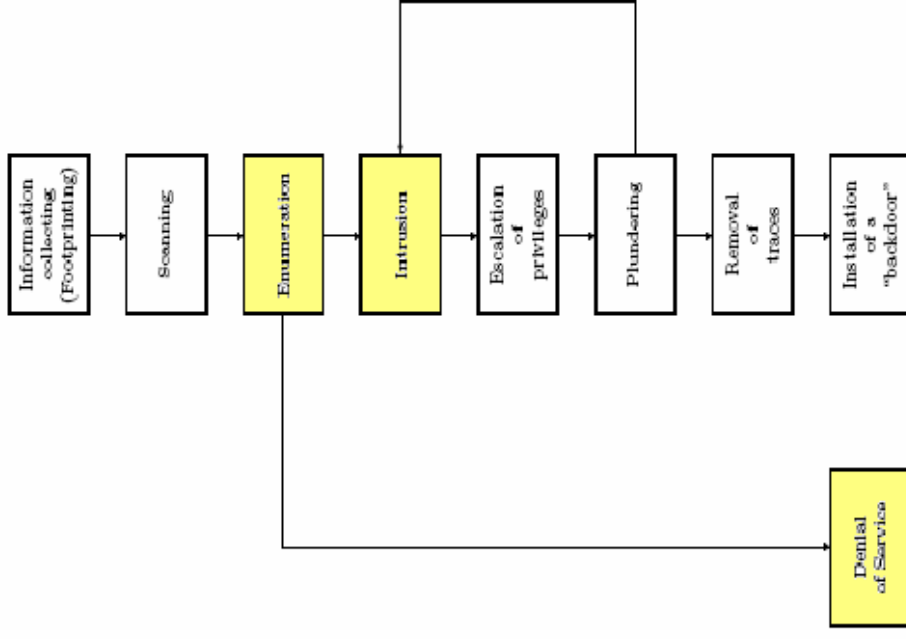 Information
collecting
(Footprinting)
Scanning
Enumeration
Intrusion
Escalation
of
privileges
Plundering
Removal
of
traces
Installation
of a
“backdoor”
Denial
of Service